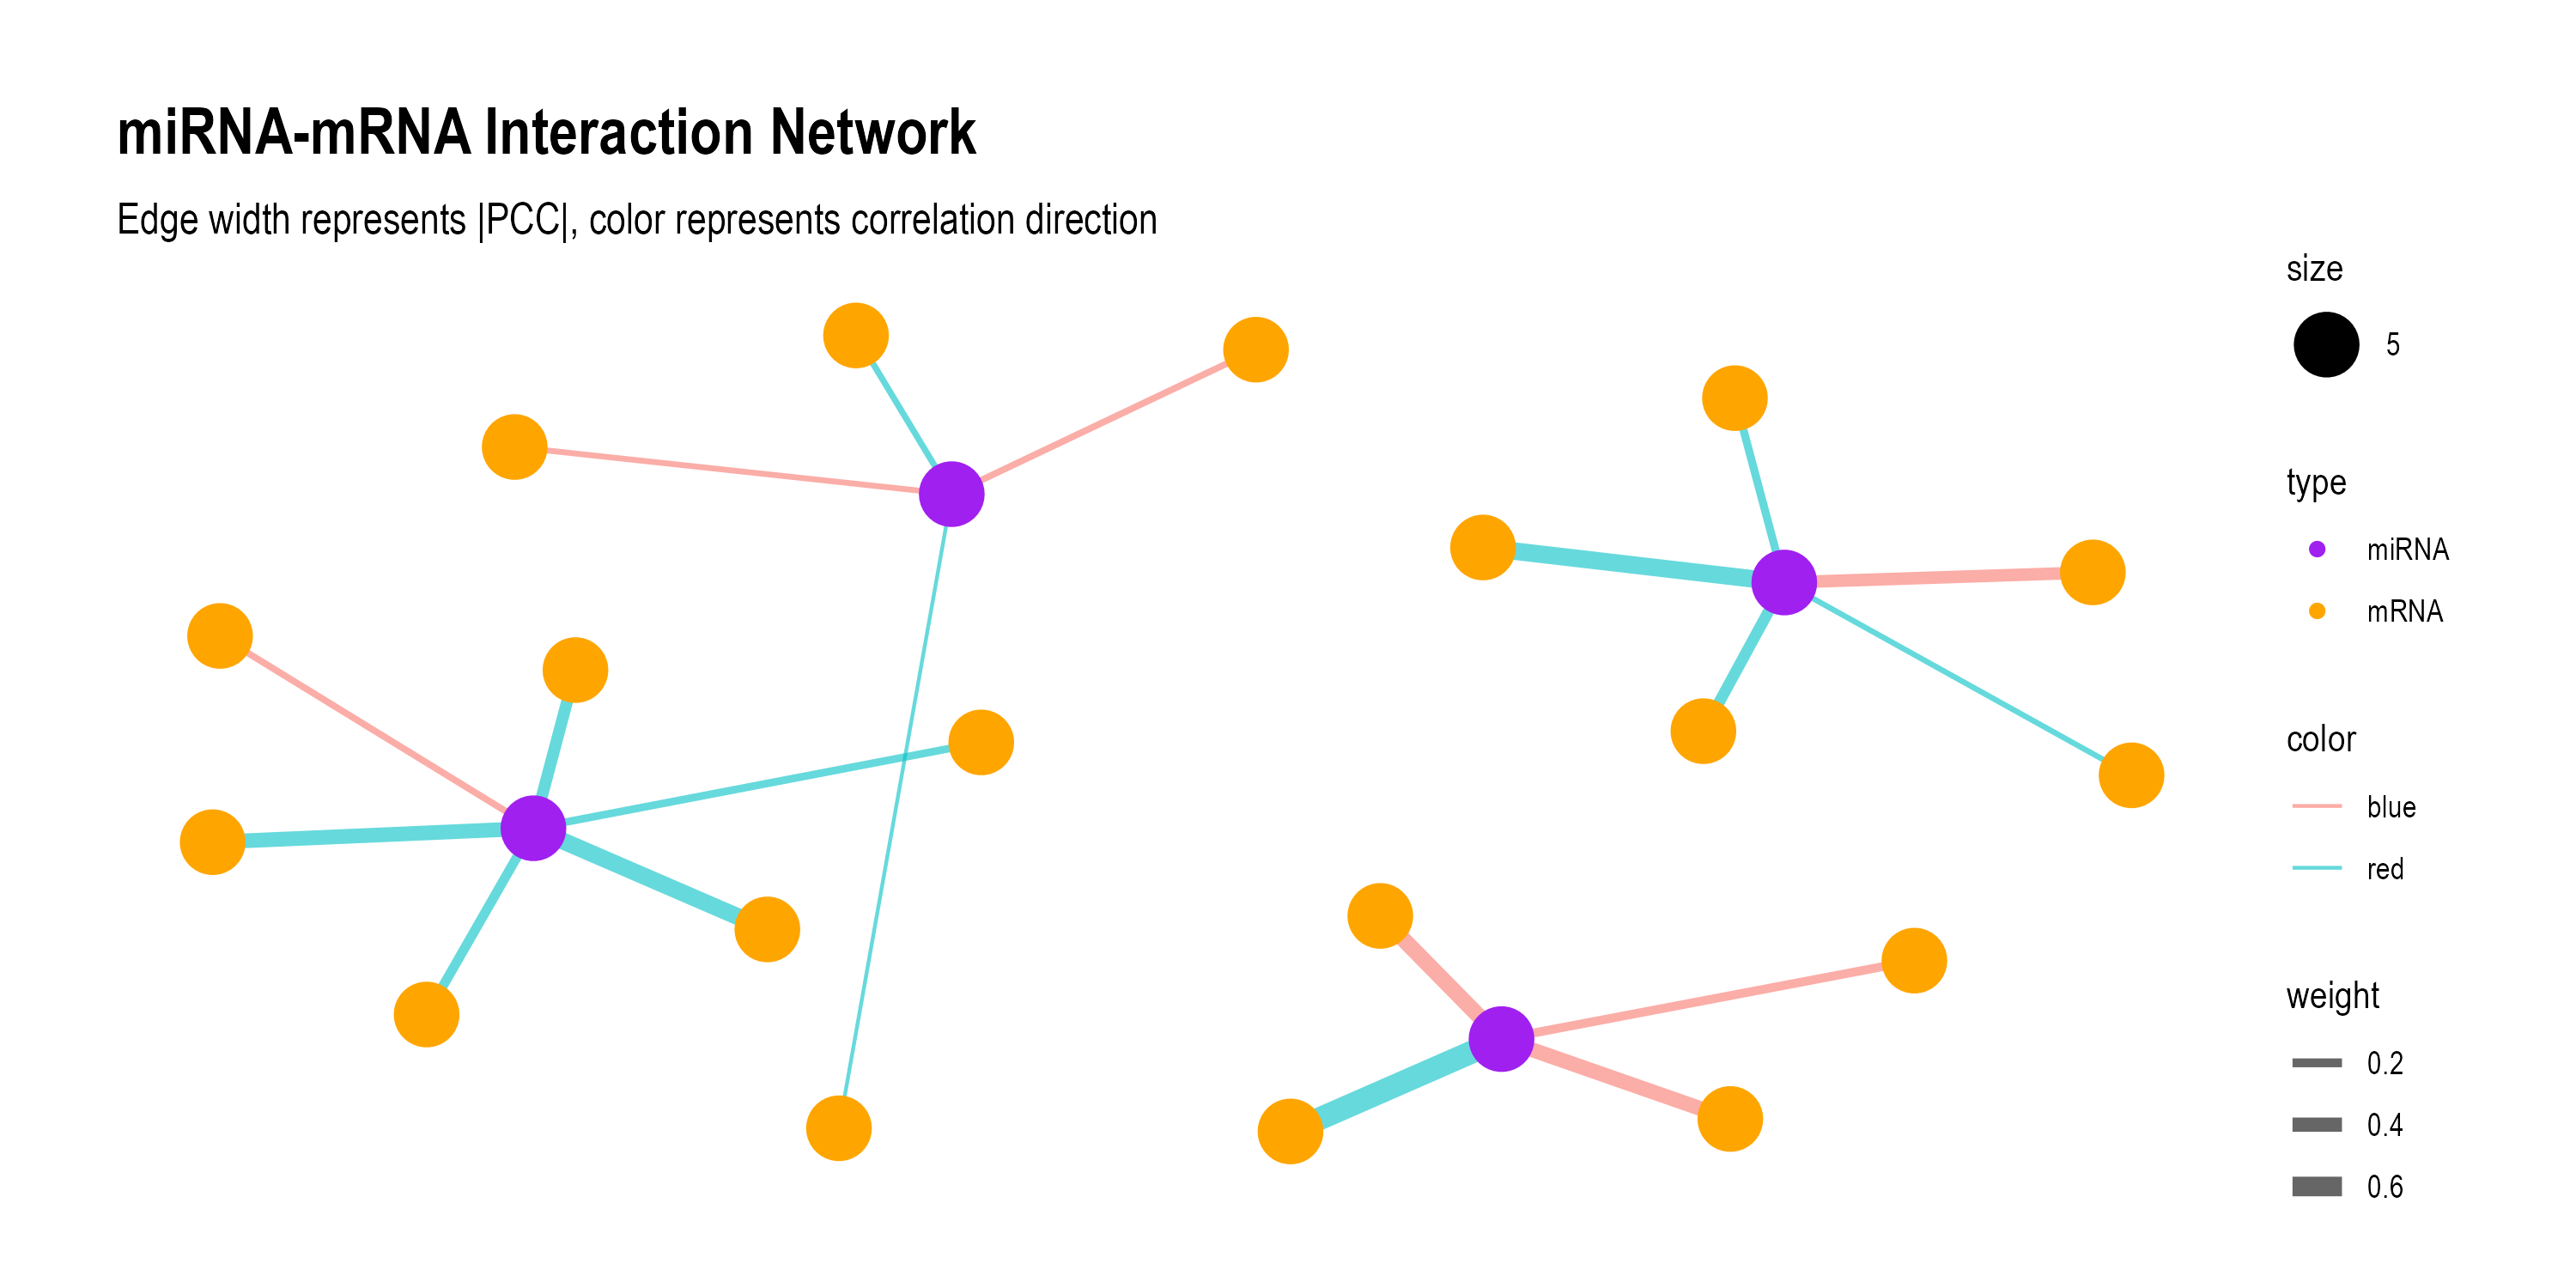 miRNA-mRNA Interaction Network
Edge width represents |PCC|, color represents correlation direction
size
5
type
miRNA
mRNA
color
blue
red
weight
0.2
0.4
0.6